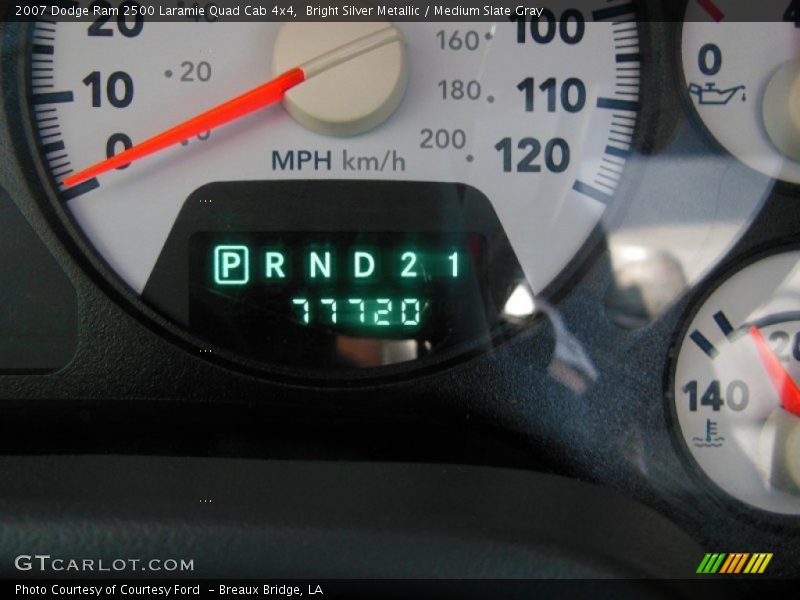 2007 Dodge Ram 2500 Laramie Quad Cab 4x4, Bright Silver Metallic / Medium Slate Gray
20 100 0
160
10 20 180 110
0 200 120
MPH km/h
P R N D 2 1
77720
140
GTCARLOT.COM
Photo Courtesy of Courtesy Ford - Breaux Bridge, LA